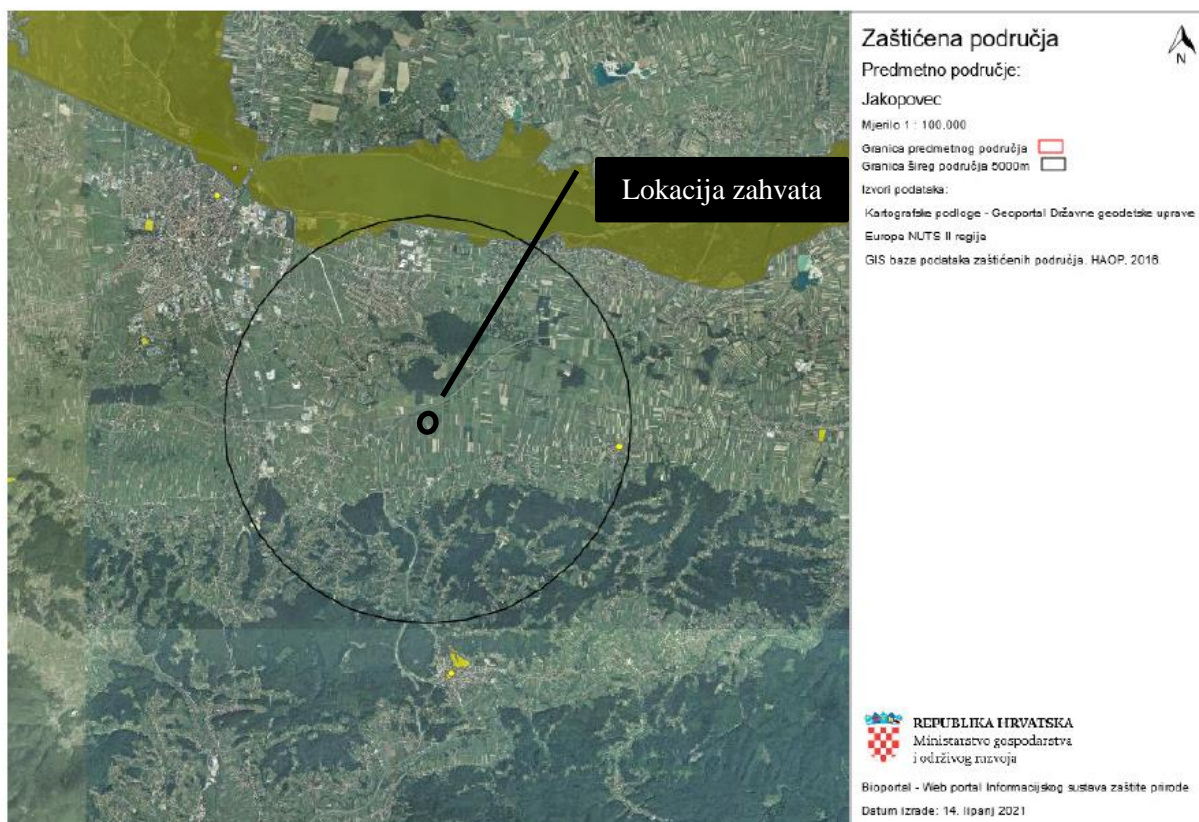 Zaštićena područja
N
Predmetno područje:
Jakopovec
Mjerilo 1 : 100.000
Granica predmetnog područja
Granica šireg područja 5000m
Izvori podataka:
Kartografske podloge - Geoportal Državne geodetske uprave
Europa NUTS II regija
GIS baza podataka zaštićenih područja, HAOP, 2016
Lokacija zahvata
REPUBLIKA HRVATSKA
Ministarstvo gospodarstva
i održivog razvoja
Bioportal - Web portal Informacijskog sustava zaštite prirode
Datum izrade: 14. lipanj 2021